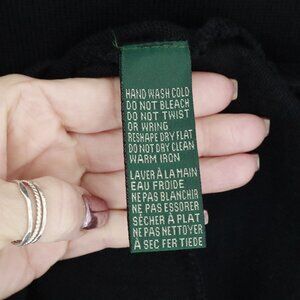 HAND WASH COLD
DO NOT BLEACH
DO NOT TWIST
OR WRING
RESHAPE DRY FLAT
DO NOT DRY CLEAN
WARM IRON
LAVER À LA MAIN
EAU FROIDE
NE PAS BLANCHIR
NE PAS ESSORER
SÉCHER À PLAT
NE PAS NETTOYER
À SEC FER TIEDE